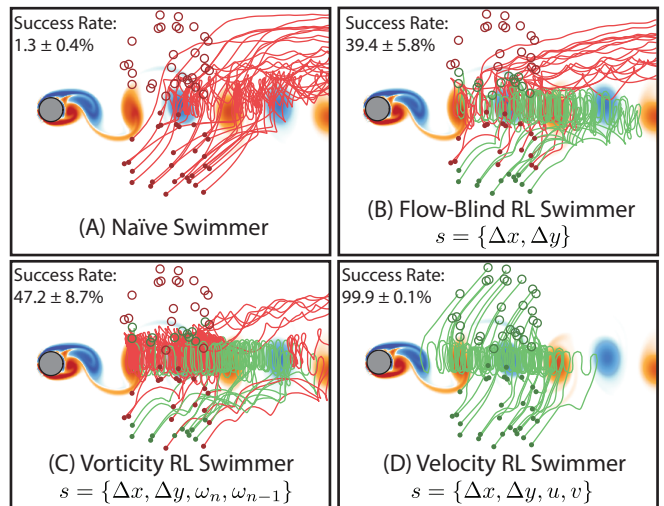 Success Rate:
1.3 ± 0.4%
(A) Naïve Swimmer
Success Rate:
39.4 ± 5.8%
(B) Flow-Blind RL Swimmer
s = {Δx, Δy}
Success Rate:
47.2 ± 8.7%
(C) Vorticity RL Swimmer
s = {Δx, Δy, ωₙ, ωₙ₋₁}
Success Rate:
99.9 ± 0.1%
(D) Velocity RL Swimmer
s = {Δx, Δy, u, v}